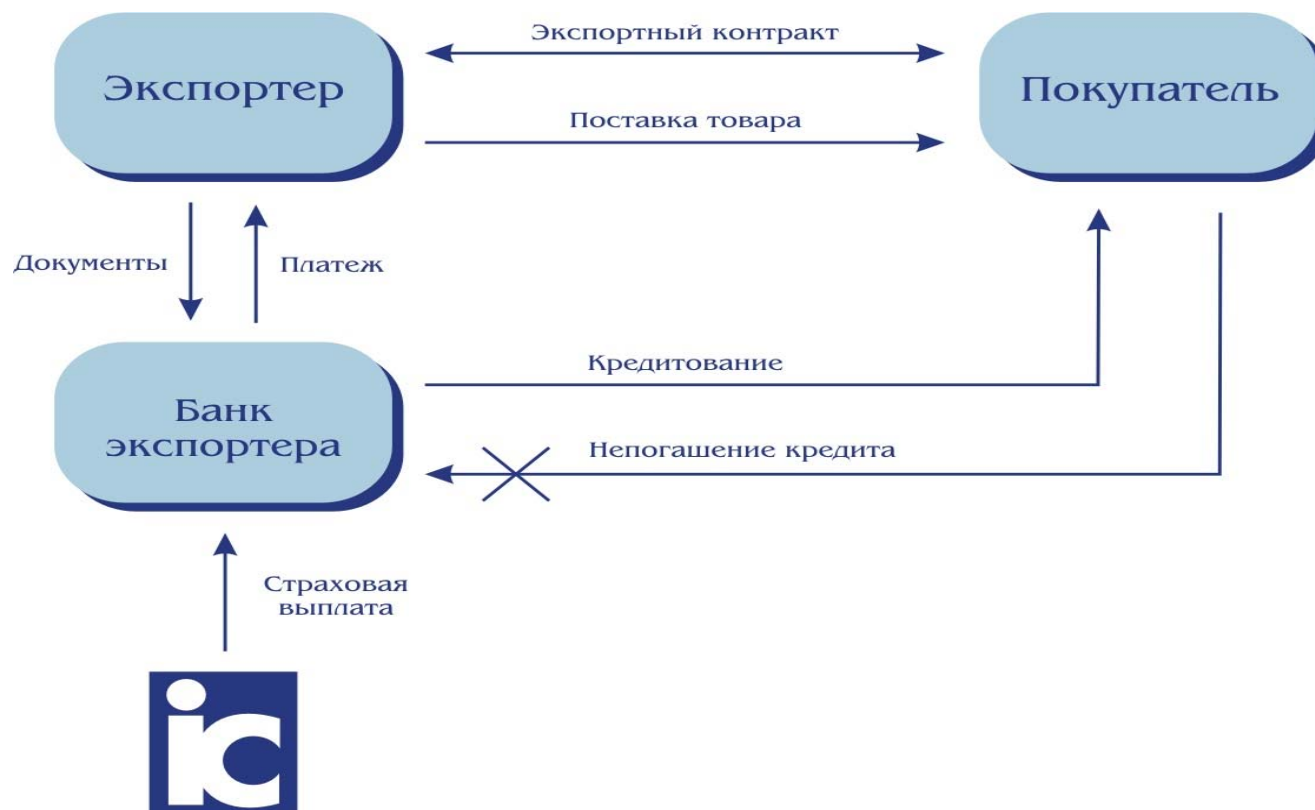 Экспортный контракт
Экспортер
Покупатель
Поставка товара
Документы
Платеж
Кредитование
Банк
экспортера
Непогашение кредита
Страховая
выплата
ic